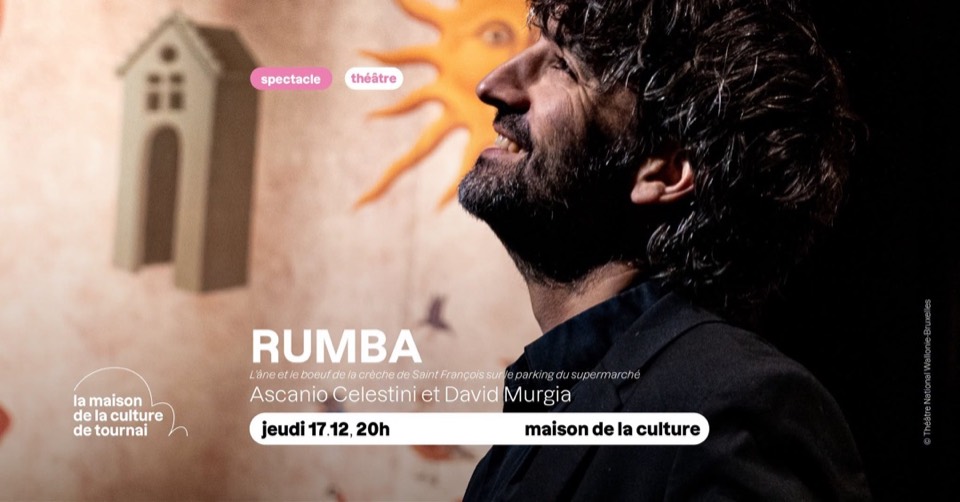 spectacle
théâtre
RUMBA
L'âne et le boeuf de la crèche de Saint François sur le parking du supermarché
Ascanio Celestini et David Murgia
jeudi 17.12, 20h
maison de la culture
la maison
de la culture
de tournai
© Théâtre National Wallonie-Bruxelles